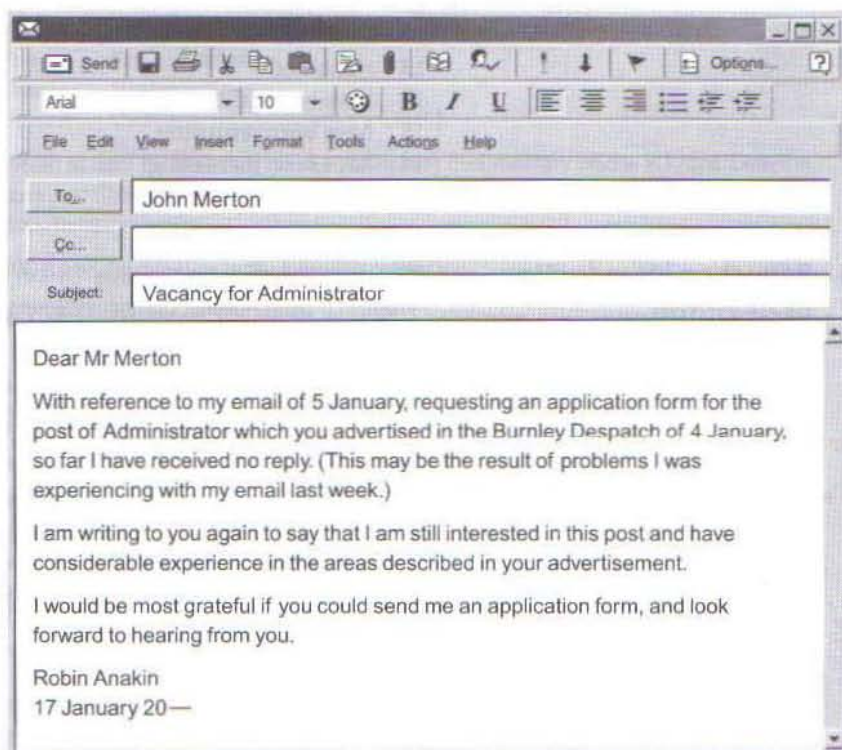 Send
Options...
Arial
10
B I U
File Edit View Insert Format Tools Actions Help
To...
John Merton
Cc...
Subject:
Vacancy for Administrator
Dear Mr Merton
With reference to my email of 5 January, requesting an application form for the
post of Administrator which you advertised in the Burnley Despatch of 4 January,
so far I have received no reply. (This may be the result of problems I was
experiencing with my email last week.)
I am writing to you again to say that I am still interested in this post and have
considerable experience in the areas described in your advertisement.
I would be most grateful if you could send me an application form, and look
forward to hearing from you.
Robin Anakin
17 January 20—